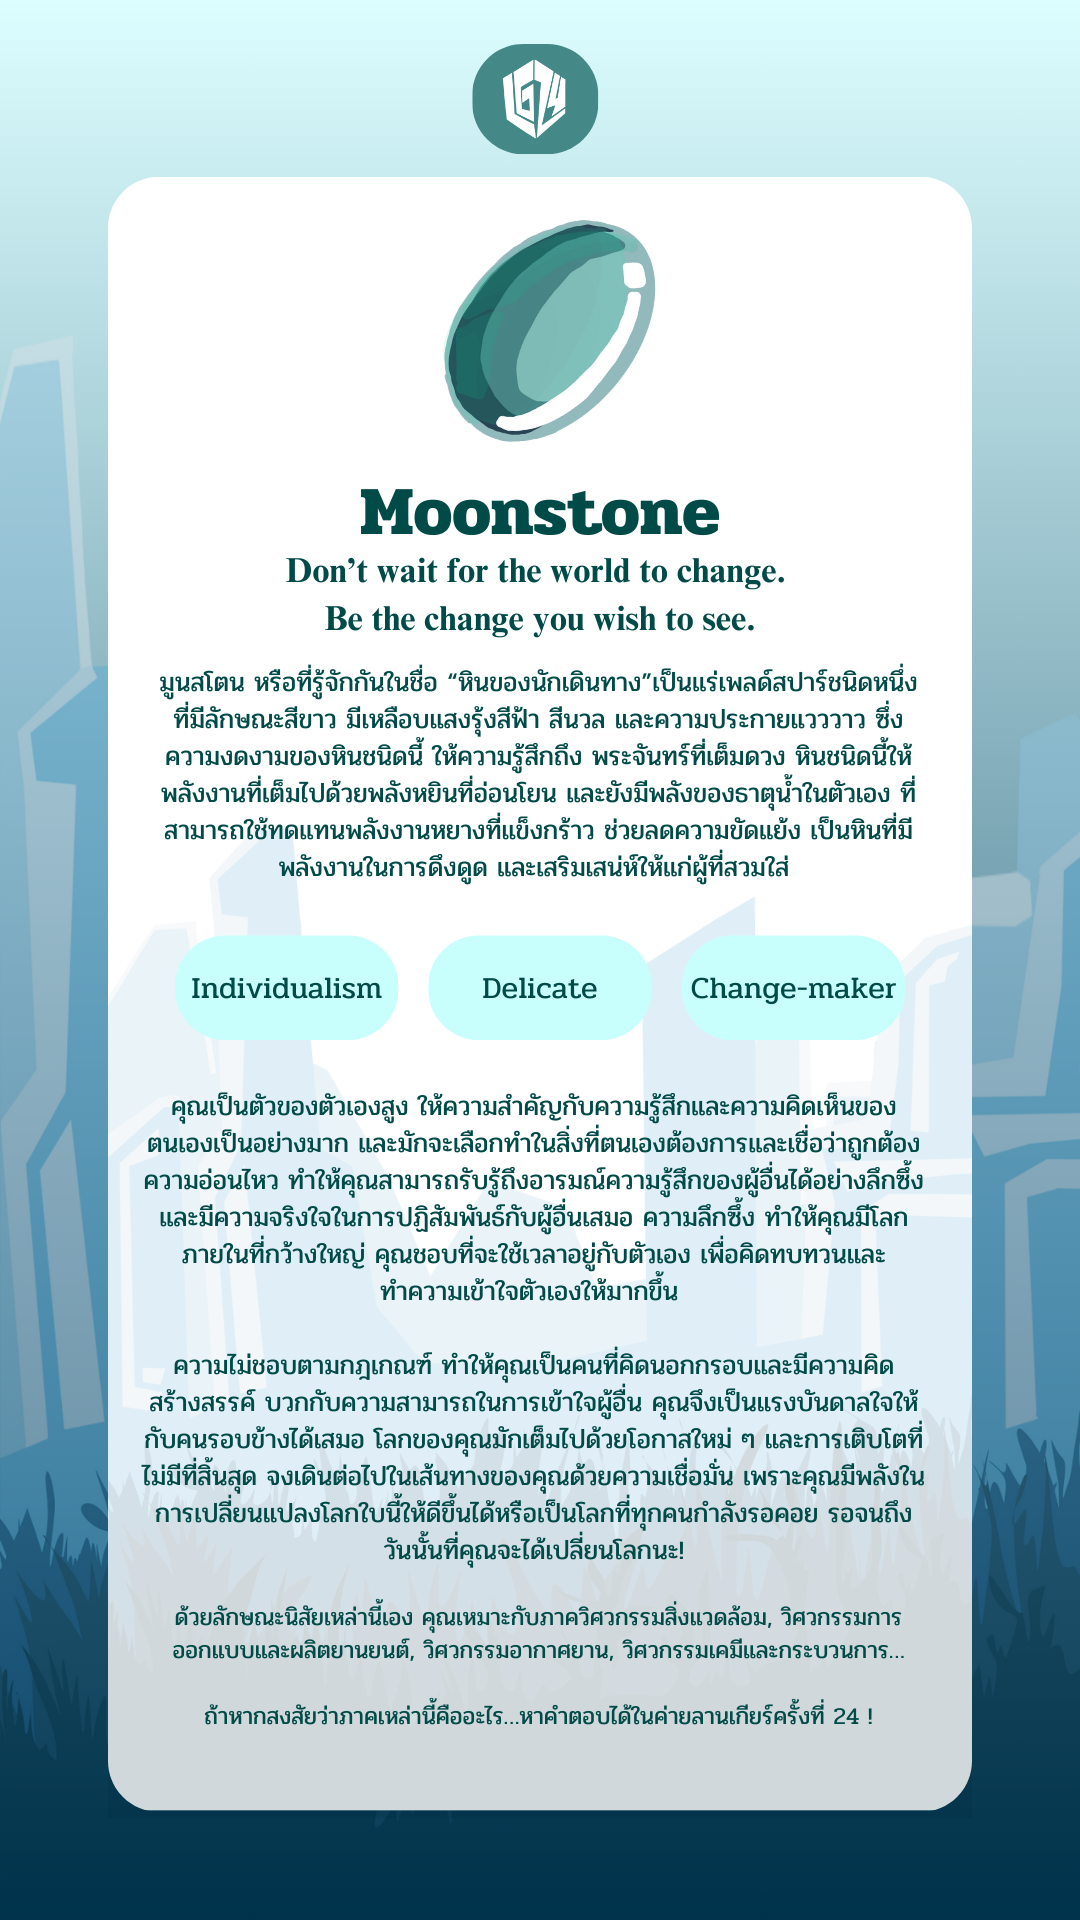 G24
Moonstone
Don’t wait for the world to change.
Be the change you wish to see.
มูนสโตน หรือที่รู้จักกันในชื่อ “หินของนักเดินทาง”เป็นแร่เพลด์สปาร์ชนิดหนึ่ง
ที่มีลักษณะสีขาว มีเหลือบแสงรุ้งสีฟ้า สีนวล และความประกายแวววาว ซึ่ง
ความงดงามของหินชนิดนี้ ให้ความรู้สึกถึง พระจันทร์ที่เต็มดวง หินชนิดนี้ให้
พลังงานที่เต็มไปด้วยพลังหยินที่อ่อนโยน และยังมีพลังของธาตุน้ำในตัวเอง ที่
สามารถใช้ทดแทนพลังงานหยางที่แข็งกร้าว ช่วยลดความขัดแย้ง เป็นหินที่มี
พลังงานในการดึงดูด และเสริมเสน่ห์ให้แก่ผู้ที่สวมใส่
Individualism Delicate Change-maker
คุณเป็นตัวของตัวเองสูง ให้ความสำคัญกับความรู้สึกและความคิดเห็นของ
ตนเองเป็นอย่างมาก และมักจะเลือกทำในสิ่งที่ตนเองต้องการและเชื่อว่าถูกต้อง
ความอ่อนไหว ทำให้คุณสามารถรับรู้ถึงอารมณ์ความรู้สึกของผู้อื่นได้อย่างลึกซึ้ง
และมีความจริงใจในการปฏิสัมพันธ์กับผู้อื่นเสมอ ความลึกซึ้ง ทำให้คุณมีโลก
ภายในที่กว้างใหญ่ คุณชอบที่จะใช้เวลาอยู่กับตัวเอง เพื่อคิดทบทวนและ
ทำความเข้าใจตัวเองให้มากขึ้น
ความไม่ชอบตามกฎเกณฑ์ ทำให้คุณเป็นคนที่คิดนอกกรอบและมีความคิด
สร้างสรรค์ บวกกับความสามารถในการเข้าใจผู้อื่น คุณจึงเป็นแรงบันดาลใจให้
กับคนรอบข้างได้เสมอ โลกของคุณมักเต็มไปด้วยโอกาสใหม่ ๆ และการเติบโตที่
ไม่มีที่สิ้นสุด จงเดินต่อไปในเส้นทางของคุณด้วยความเชื่อมั่น เพราะคุณมีพลังใน
การเปลี่ยนแปลงโลกใบนี้ให้ดีขึ้นได้หรือเป็นโลกที่ทุกคนกำลังรอคอย รอจนถึง
วันนั้นที่คุณจะได้เปลี่ยนโลกนะ!
ด้วยลักษณะนิสัยเหล่านี้เอง คุณเหมาะกับภาควิศวกรรมสิ่งแวดล้อม, วิศวกรรมการ
ออกแบบและผลิตยานยนต์, วิศวกรรมอากาศยาน, วิศวกรรมเคมีและกระบวนการ...
ถ้าหากสงสัยว่าภาคเหล่านี้คืออะไร...หาคำตอบได้ในค่ายลานเกียร์ครั้งที่ 24 !